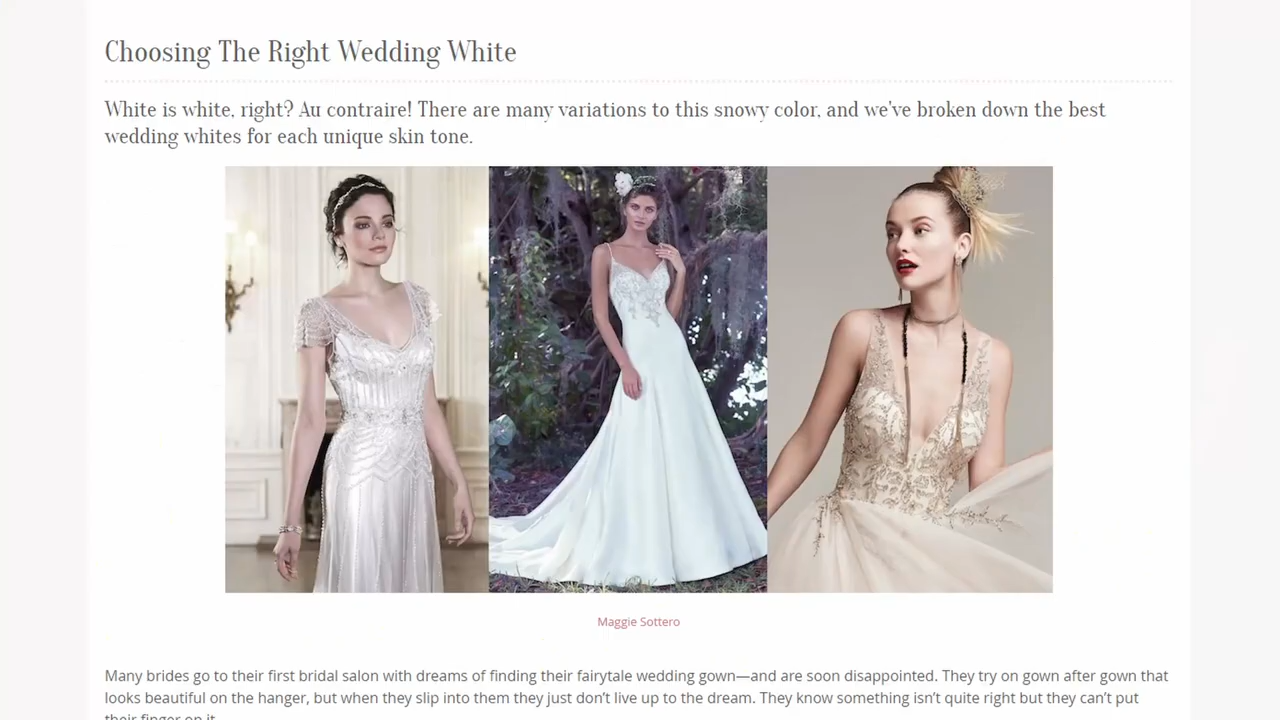 Choosing The Right Wedding White
White is white, right? Au contraire! There are many variations to this snowy color, and we've broken down the best
wedding whites for each unique skin tone.
Maggie Sottero
Many brides go to their first bridal salon with dreams of finding their fairytale wedding gown—and are soon disappointed. They try on gown after gown that
looks beautiful on the hanger, but when they slip into them they just don’t live up to the dream. They know something isn’t quite right but they can’t put
their finger on it.